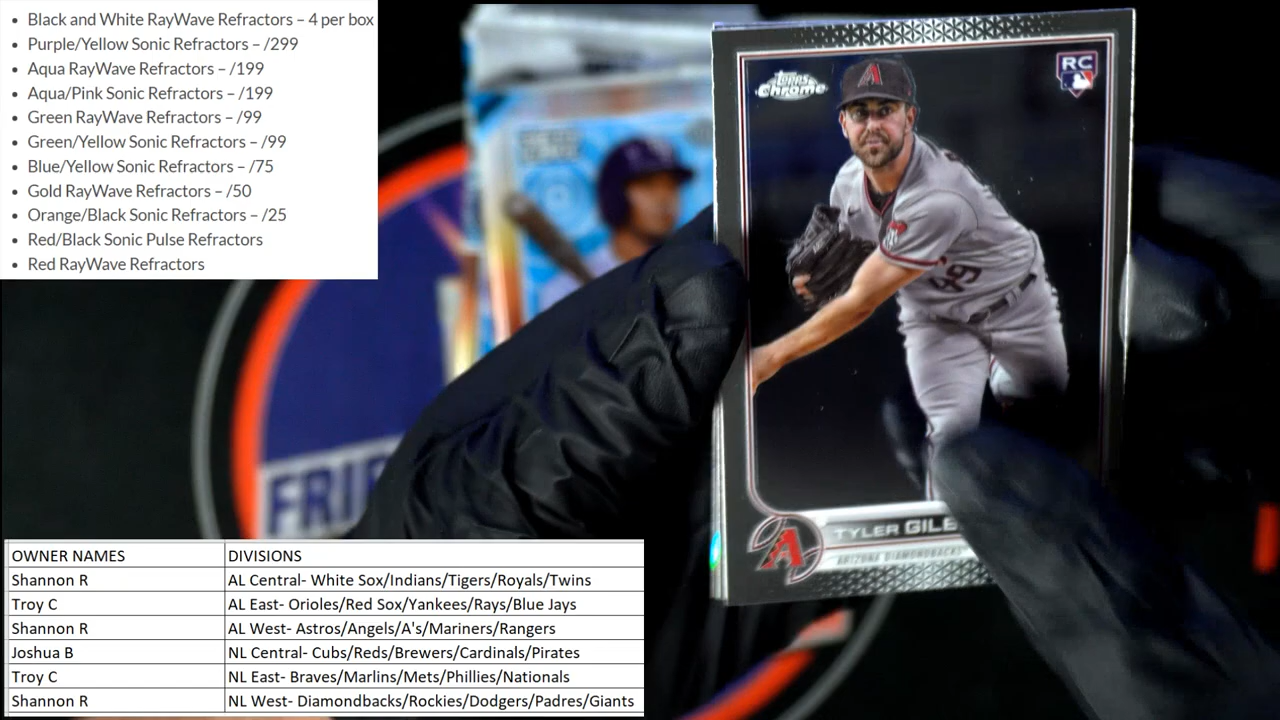 Black and White RayWave Refractors – 4 per box
Purple/Yellow Sonic Refractors – /299
Aqua RayWave Refractors – /199
Aqua/Pink Sonic Refractors – /199
Green RayWave Refractors – /99
Green/Yellow Sonic Refractors – /99
Blue/Yellow Sonic Refractors – /75
Gold RayWave Refractors – /50
Orange/Black Sonic Refractors – /25
Red/Black Sonic Pulse Refractors
Red RayWave Refractors
Topps
Chrome
RC
A
49
TYLER GILB
ARIZONA DIAMONDBACKS
A
FRIE
OWNER NAMES DIVISIONS
Shannon R AL Central- White Sox/Indians/Tigers/Royals/Twins
Troy C AL East- Orioles/Red Sox/Yankees/Rays/Blue Jays
Shannon R AL West- Astros/Angels/A's/Mariners/Rangers
Joshua B NL Central- Cubs/Reds/Brewers/Cardinals/Pirates
Troy C NL East- Braves/Marlins/Mets/Phillies/Nationals
Shannon R NL West- Diamondbacks/Rockies/Dodgers/Padres/Giants